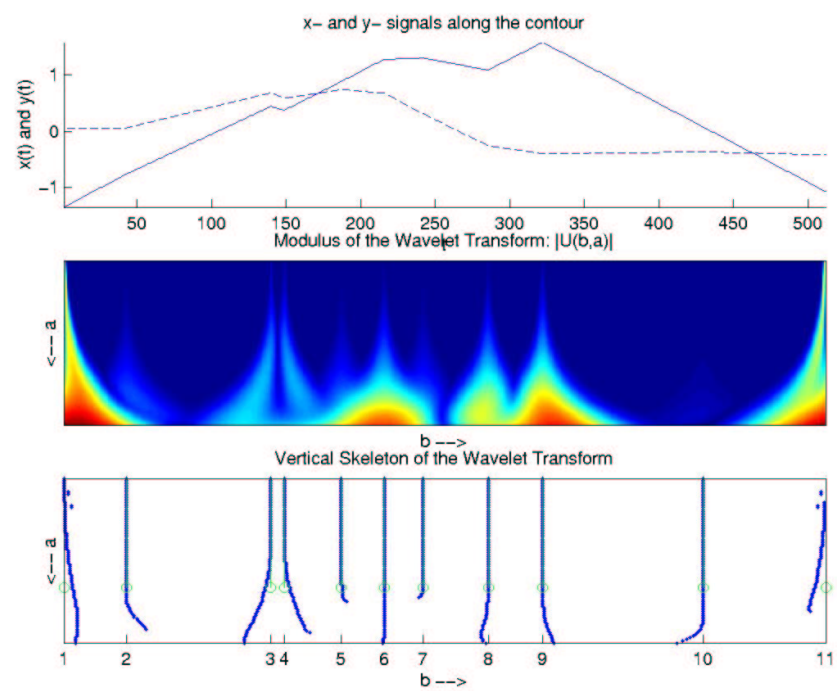 x− and y− signals along the contour
x(t) and y(t)
1
0
−1
50 100 150 200 250 300 350 400 450 500
t
Modulus of the Wavelet Transform: |U(b,a)|
<−−− a
b −−>
Vertical Skeleton of the Wavelet Transform
<−−− a
1 2 3 4 5 6 7 8 9 10 11
b −−>